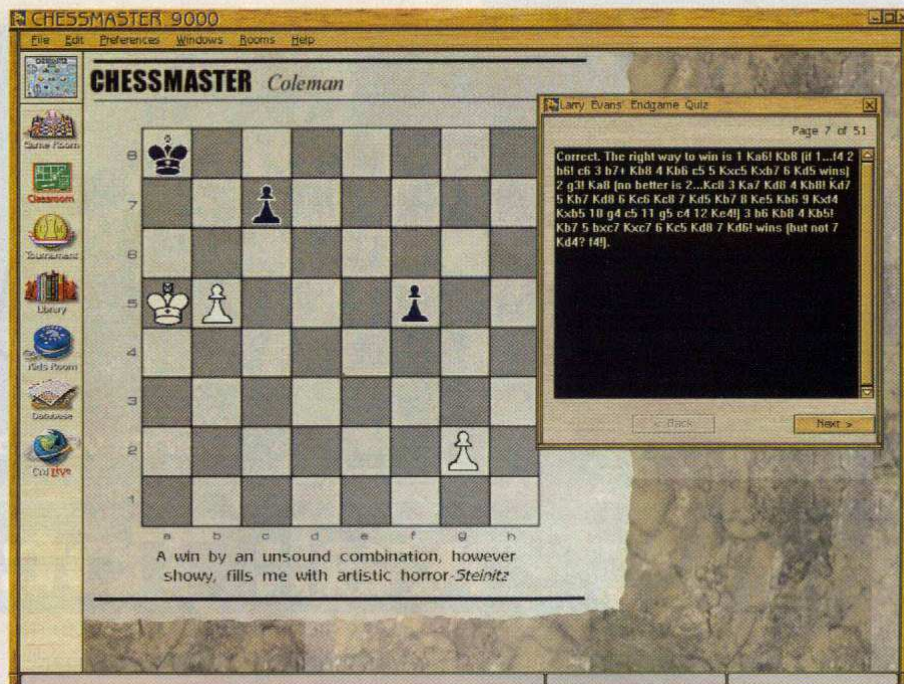 CHESSMASTER 9000
File Edit Preferences Windows Rooms Help
CHESSMASTER Coleman
Game Room
Classroom
Tournament
Library
Kids Room
Database
CM Live
8
7
6
5
4
3
2
1
a b c d e f g h
A win by an unsound combination, however
showy, fills me with artistic horror-Steinitz
Larry Evans' Endgame Quiz
Page 7 of 51
Correct. The right way to win is 1 Ka6! Kb8 (if 1...f4 2
b6! c6 3 b7+ Kb8 4 Kb6 c5 5 Kxc5 Kxb7 6 Kd5 wins)
2 g3! Ka8 (no better is 2...Kc8 3 Ka7 Kd8 4 Kb8! Kd7
5 Kb7 Kd8 6 Kc6 Kc8 7 Kd5 Kb7 8 Ke5 Kb6 9 Kxf4
Kxb5 10 g4 c5 11 g5 c4 12 Ke4!) 3 b6 Kb8 4 Kb5!
Kb7 5 bxc7 Kxc7 6 Kc5 Kd8 7 Kd6! wins (but not 7
Kd4? f4!).
< Back Next >